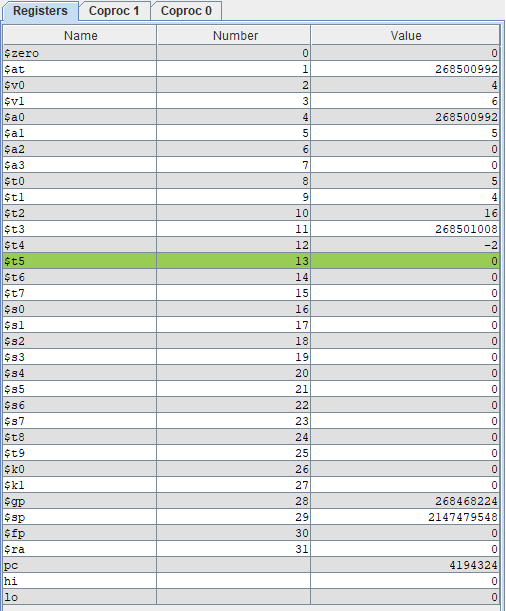 Registers Coproc 1 Coproc 0
Name Number Value
$zero 0 0
$at 1 268500992
$v0 2 4
$v1 3 6
$a0 4 268500992
$a1 5 5
$a2 6 0
$a3 7 0
$t0 8 5
$t1 9 4
$t2 10 16
$t3 11 268501008
$t4 12 -2
$t5 13 0
$t6 14 0
$t7 15 0
$s0 16 0
$s1 17 0
$s2 18 0
$s3 19 0
$s4 20 0
$s5 21 0
$s6 22 0
$s7 23 0
$t8 24 0
$t9 25 0
$k0 26 0
$k1 27 0
$gp 28 268468224
$sp 29 2147479548
$fp 30 0
$ra 31 0
pc 4194324
hi 0
lo 0